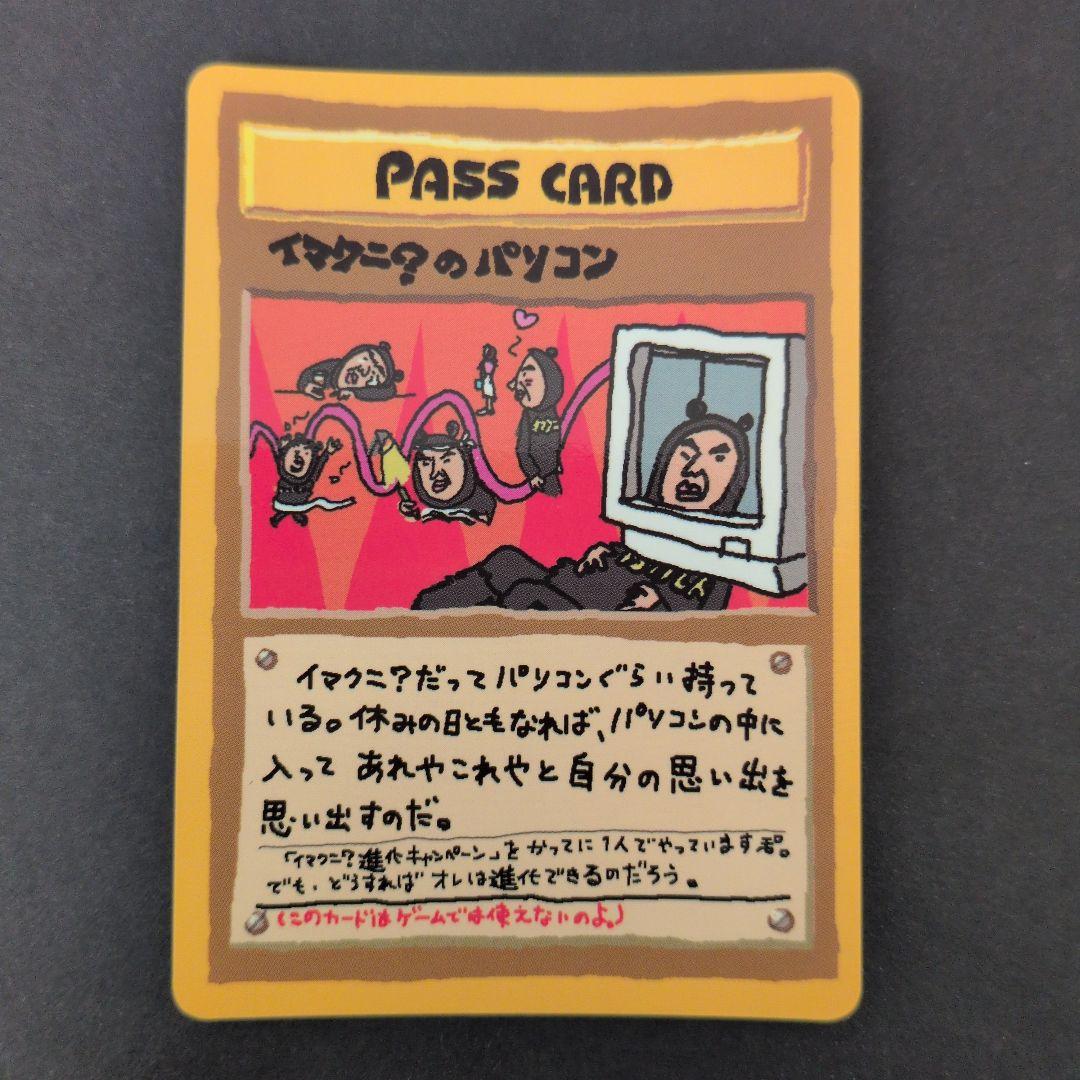 PASS CARD
イマクニ?のパソコン
イマクニ?だってパソコンぐらい持って
いる。休みの日ともなれば、パソコンの中に
入って あれやこれやと自分の思い出を
思い出すのだ。
「イマクニ?進化キャンペーン」を かってに1人でやっています
でも、どうすれば オレは進化できるのだろう。
(このカードはゲームでは使えないのよ。)